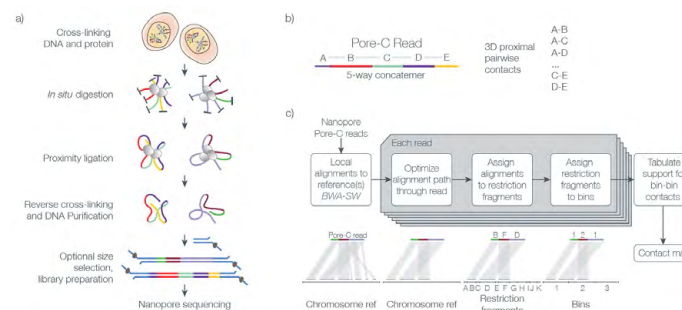 a)
Cross-linking
DNA and protein
In situ digestion
Proximity ligation
Reverse cross-linking
and DNA Purification
Optional size
selection,
library preparation
Nanopore sequencing
b)
Pore-C Read
A B C D E
5-way concatemer
3D proximal
pairwise
contacts
A-B
A-C
A-D
...
C-E
D-E
c)
Nanopore
Pore-C reads
Each read
Local
alignments to
reference(s)
BWA-SW
Optimize
alignment path
through read
Assign
alignments
to restriction
fragments
Assign
restriction
fragments
to bins
Tabulate
support fo
bin-bin
contacts
Contact ma
Pore-C read
B F D
1 2 1
Chromosome ref
Chromosome ref
A B C D E F G H I J K
Restriction
fragments
1 2 3
Bins